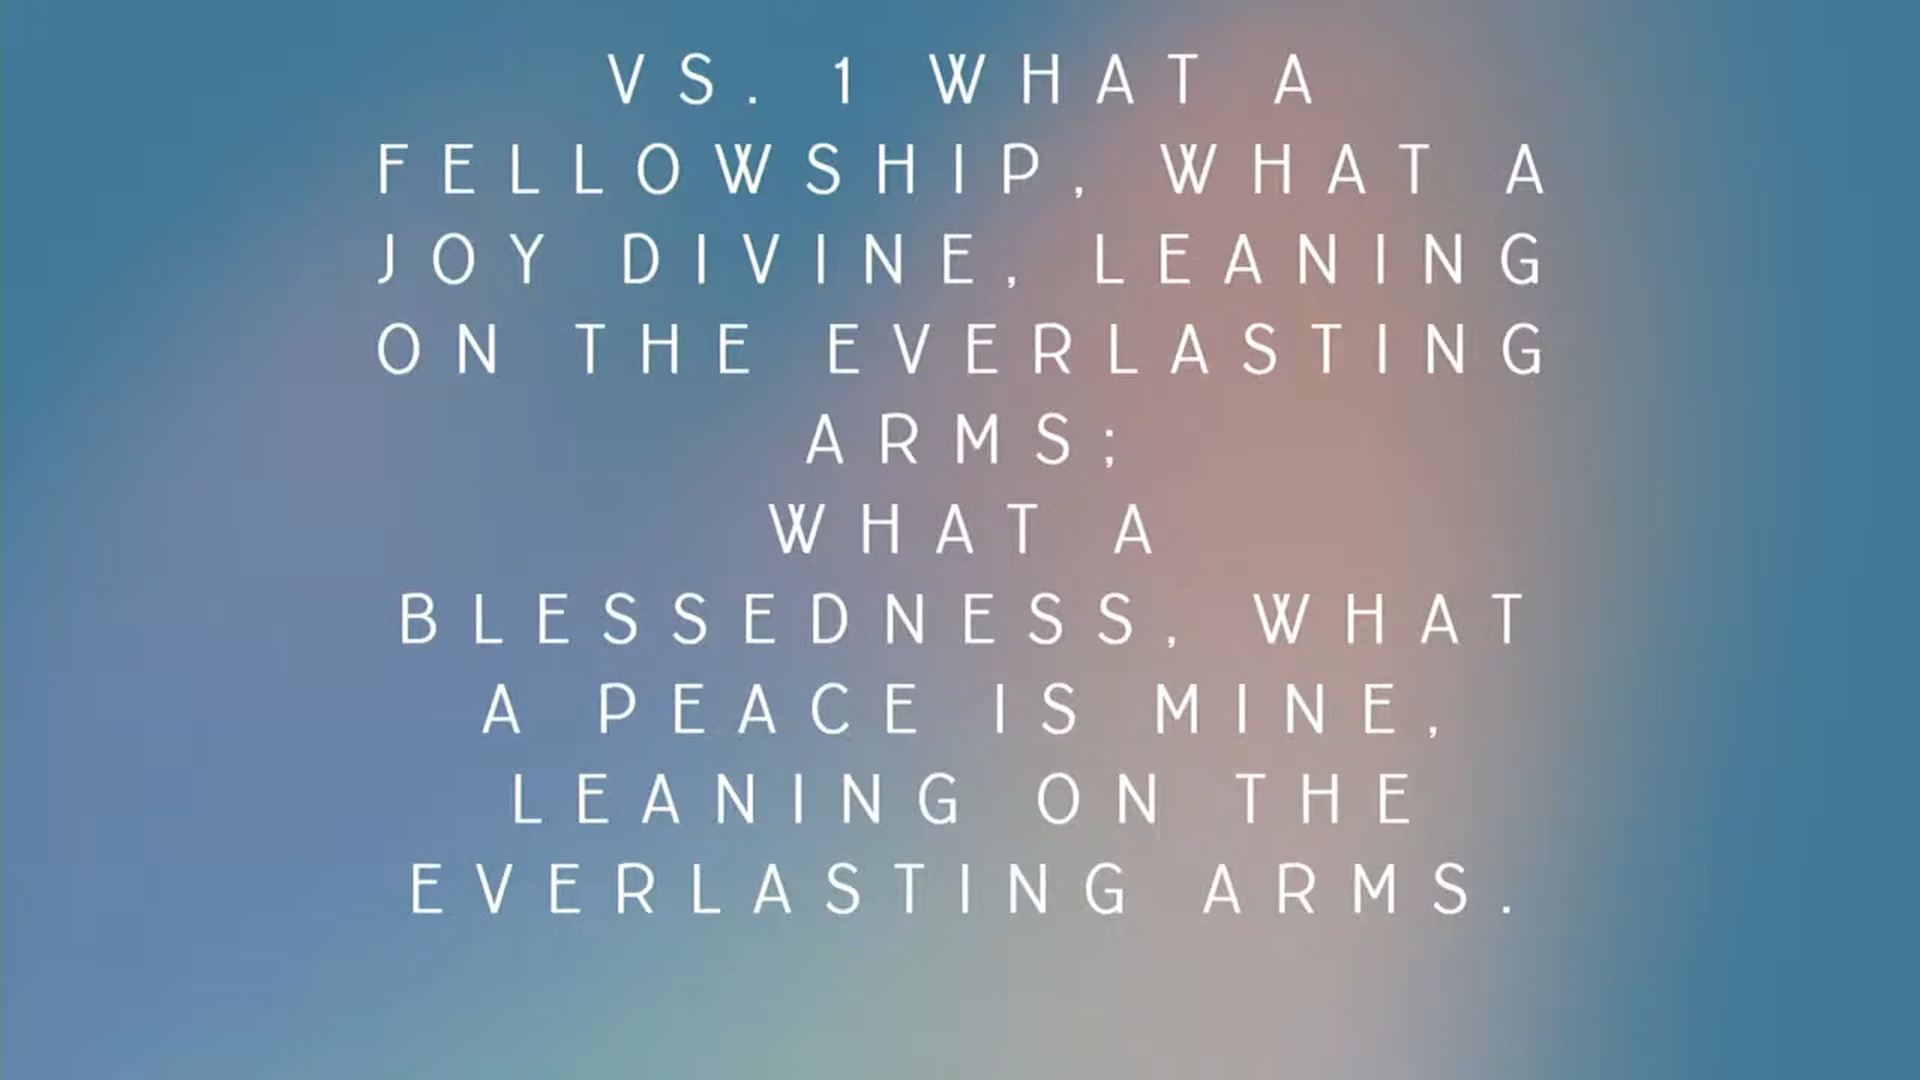 VS. 1 WHAT A
FELLOWSHIP, WHAT A
JOY DIVINE, LEANING
ON THE EVERLASTING
ARMS;
WHAT A
BLESSEDNESS, WHAT
A PEACE IS MINE,
LEANING ON THE
EVERLASTING ARMS.